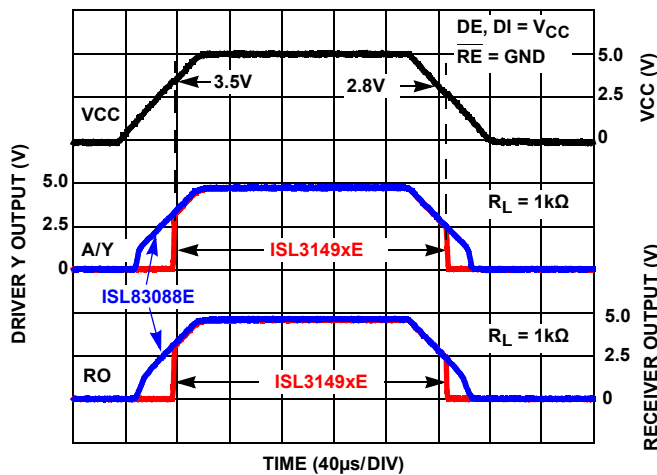 DE, DI = VCC
RE = GND
5.0
2.5
0
VCC (V)
3.5V
2.8V
VCC
DRIVER Y OUTPUT (V)
5.0
2.5
0
A/Y
RL = 1kΩ
ISL3149xE
ISL83088E
RECEIVER OUTPUT (V)
5.0
2.5
0
RO
RL = 1kΩ
ISL3149xE
TIME (40µs/DIV)